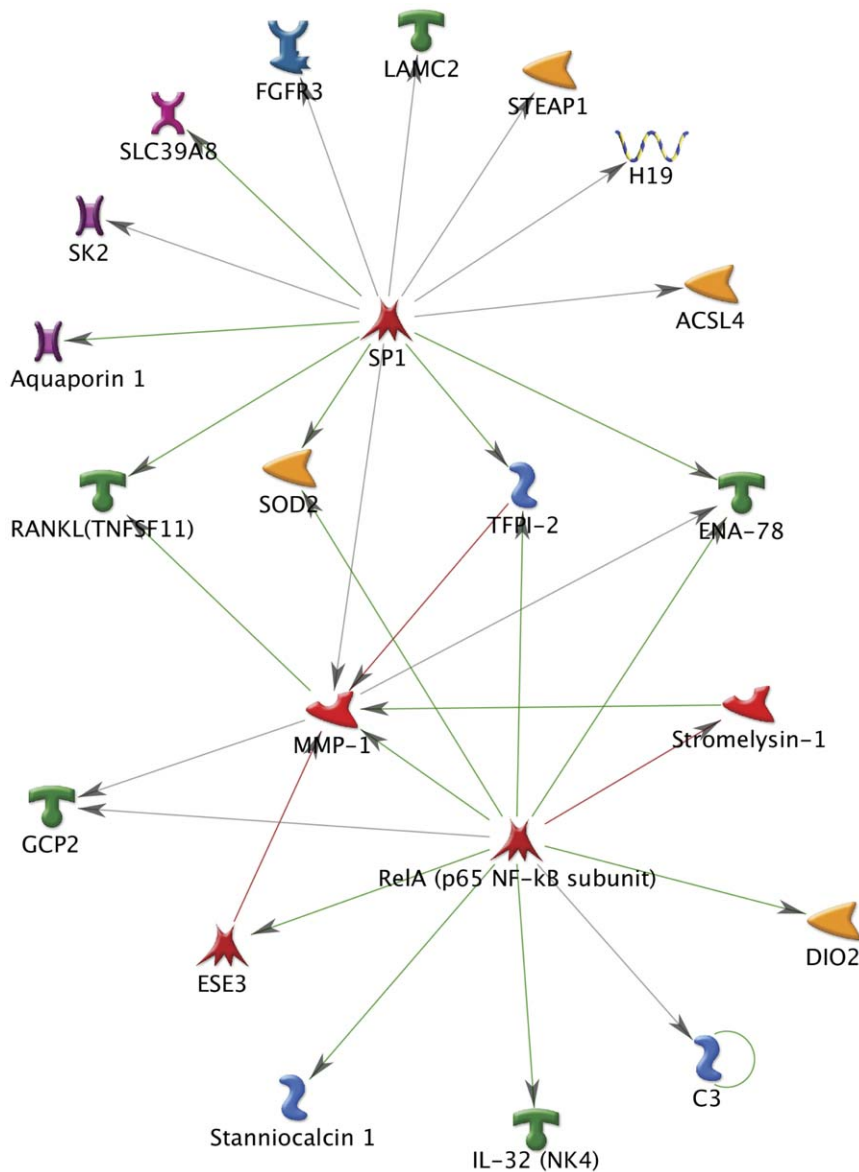 LAMC2
FGFR3
STEAP1
SLC39A8
H19
SK2
ACSL4
SP1
Aquaporin 1
SOD2
RANKL(TNFSF11)
TFPI-2
ENA-78
MMP-1
Stromelysin-1
GCP2
RelA (p65 NF-kB subunit)
DIO2
ESE3
C3
Stanniocalcin 1
IL-32 (NK4)